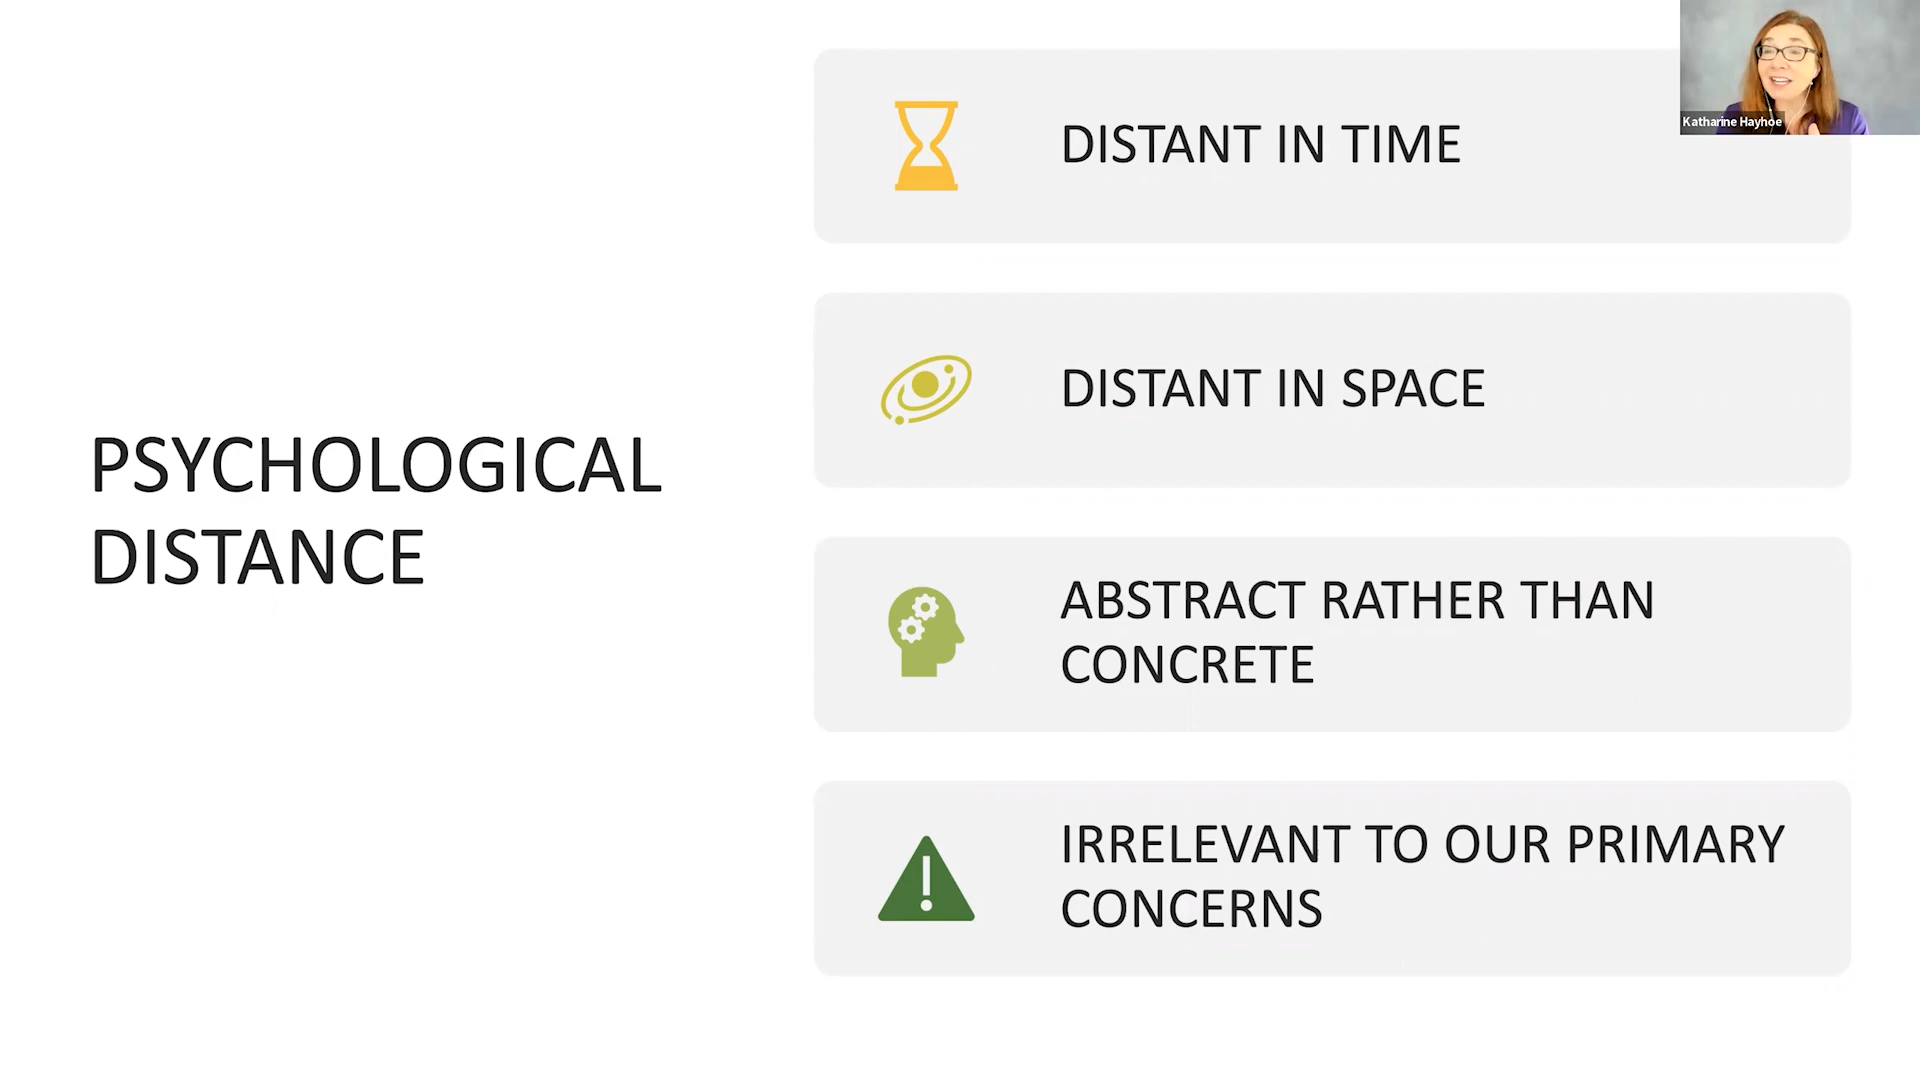 PSYCHOLOGICAL
DISTANCE
DISTANT IN TIME
DISTANT IN SPACE
ABSTRACT RATHER THAN
CONCRETE
IRRELEVANT TO OUR PRIMARY
CONCERNS
Katharine Hayhoe